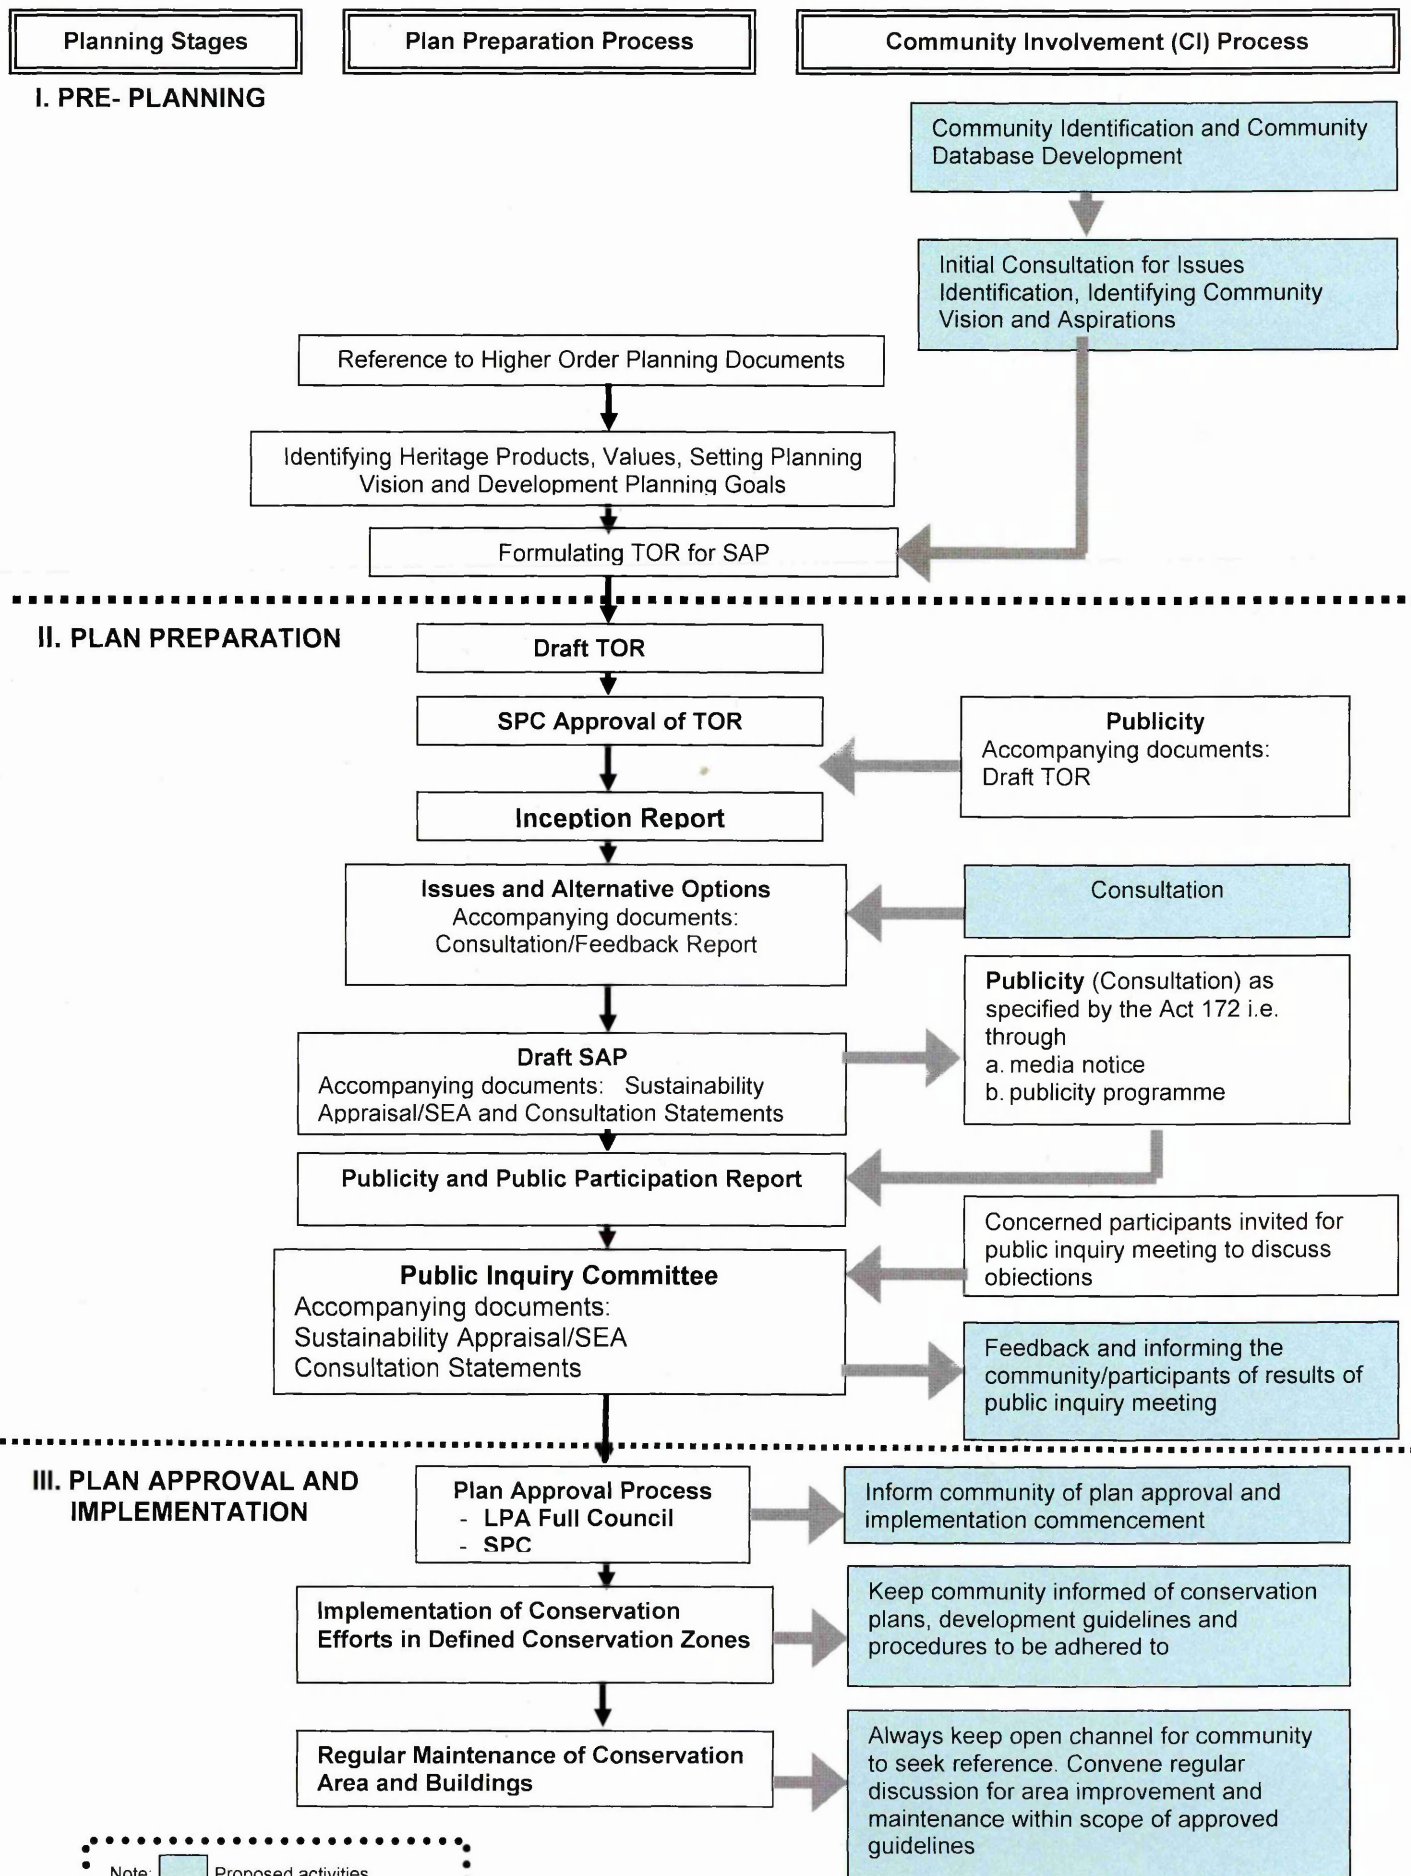 Planning Stages
Plan Preparation Process
Community Involvement (CI) Process
I. PRE- PLANNING
Community Identification and Community
Database Development
Initial Consultation for Issues
Identification, Identifying Community
Vision and Aspirations
Reference to Higher Order Planning Documents
Identifying Heritage Products, Values, Setting Planning
Vision and Development Planning Goals
Formulating TOR for SAP
II. PLAN PREPARATION
Draft TOR
SPC Approval of TOR
Publicity
Accompanying documents:
Draft TOR
Inception Report
Issues and Alternative Options
Accompanying documents:
Consultation/Feedback Report
Consultation
Publicity (Consultation) as
specified by the Act 172 i.e.
through
a. media notice
b. publicity programme
Draft SAP
Accompanying documents: Sustainability
Appraisal/SEA and Consultation Statements
Publicity and Public Participation Report
Concerned participants invited for
public inquiry meeting to discuss
objections
Public Inquiry Committee
Accompanying documents:
Sustainability Appraisal/SEA
Consultation Statements
Feedback and informing the
community/participants of results of
public inquiry meeting
III. PLAN APPROVAL AND
IMPLEMENTATION
Plan Approval Process
- LPA Full Council
- SPC
Inform community of plan approval and
implementation commencement
Implementation of Conservation
Efforts in Defined Conservation Zones
Keep community informed of conservation
plans, development guidelines and
procedures to be adhered to
Regular Maintenance of Conservation
Area and Buildings
Always keep open channel for community
to seek reference. Convene regular
discussion for area improvement and
maintenance within scope of approved
guidelines
Note: Proposed activities